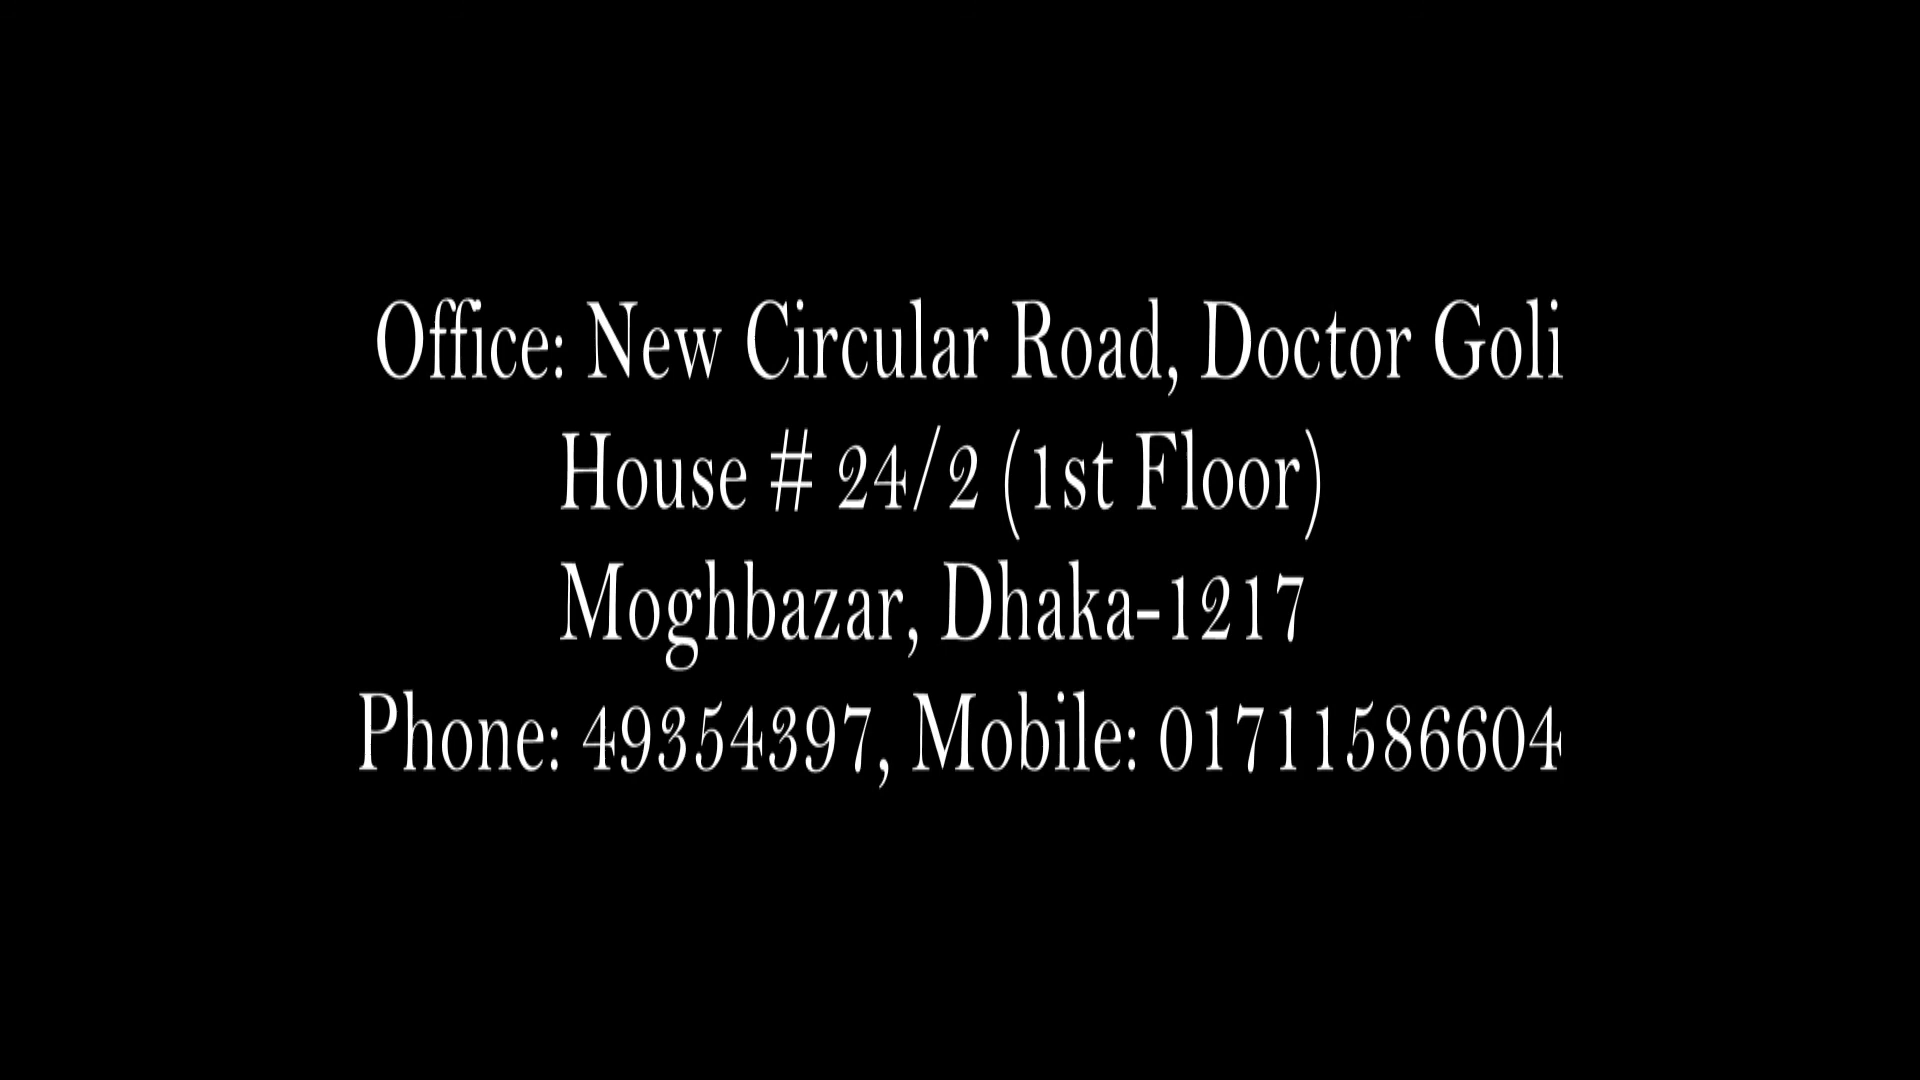 Office: New Circular Road, Doctor Goli
House # 24/2 (1st Floor)
Moghbazar, Dhaka-1217
Phone: 49354397, Mobile: 01711586604